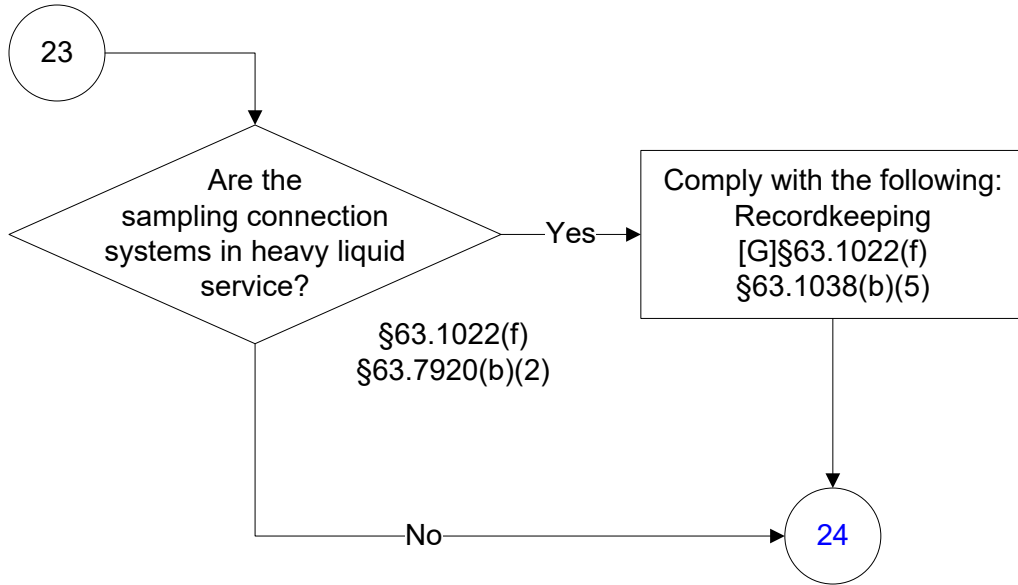 23
Are the
sampling connection
systems in heavy liquid
service?
Yes
Comply with the following:
Recordkeeping
[G]§63.1022(f)
§63.1038(b)(5)
§63.1022(f)
§63.7920(b)(2)
No
24